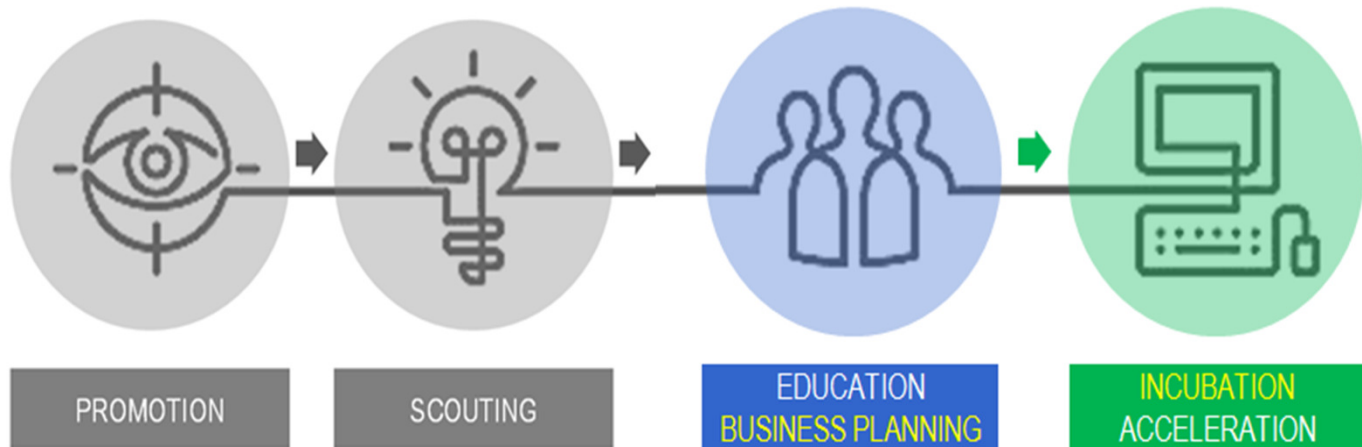 PROMOTION
SCOUTING
EDUCATION
BUSINESS PLANNING
INCUBATION
ACCELERATION